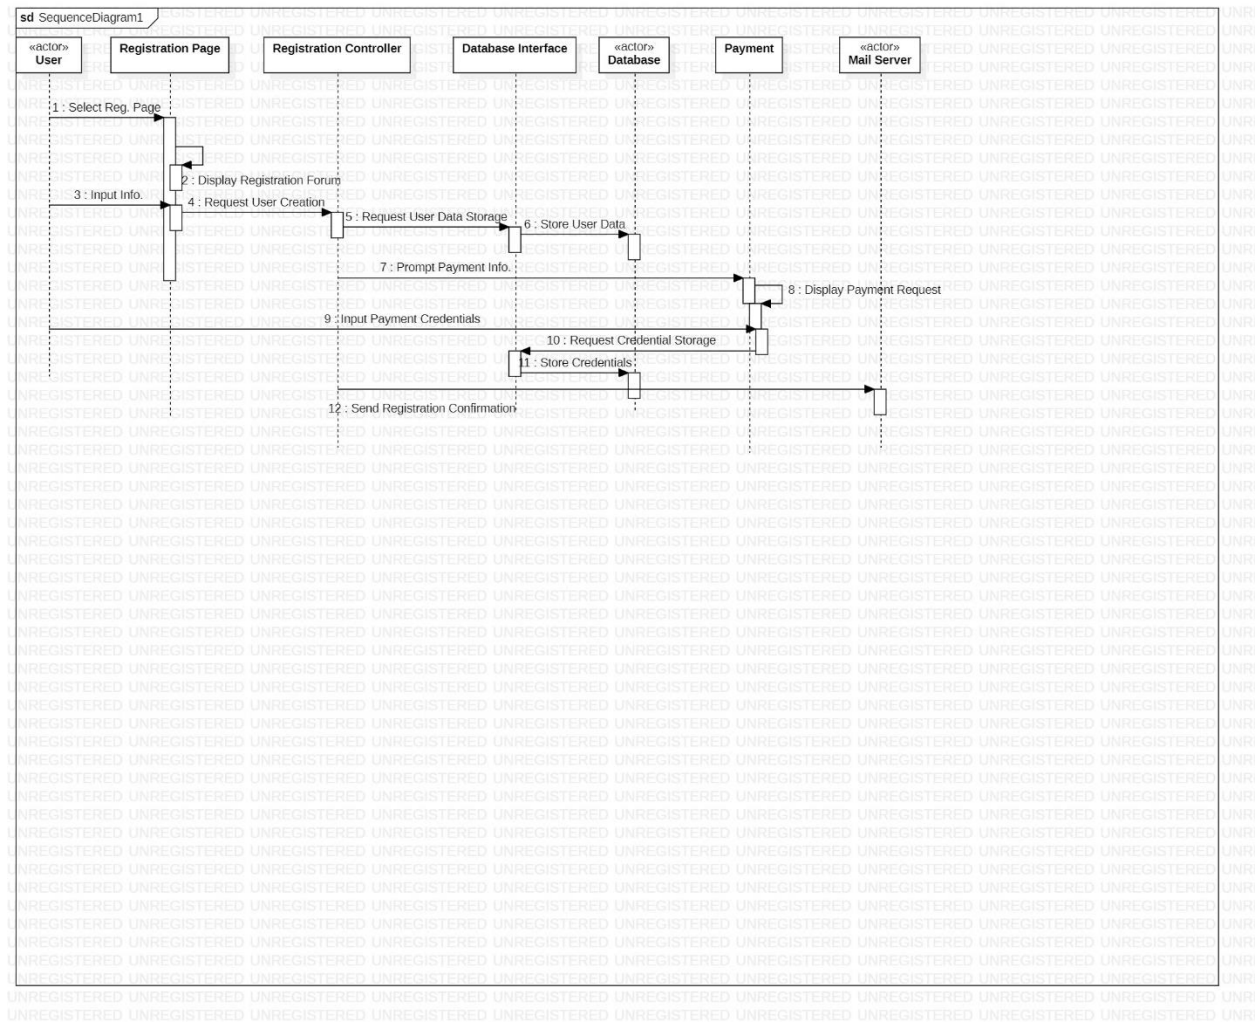 sd SequenceDiagram1
«actor»
User
Registration Page
Registration Controller
Database Interface
«actor»
Database
Payment
«actor»
Mail Server
1 : Select Reg. Page
2 : Display Registration Forum
3 : Input Info.
4 : Request User Creation
5 : Request User Data Storage
6 : Store User Data
7 : Prompt Payment Info.
8 : Display Payment Request
9 : Input Payment Credentials
10 : Request Credential Storage
11 : Store Credentials
12 : Send Registration Confirmation
UNREGISTERED